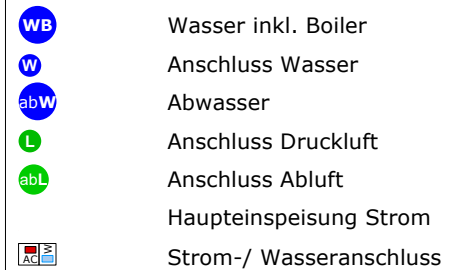 WB Wasser inkl. Boiler
W Anschluss Wasser
abW Abwasser
L Anschluss Druckluft
abL Anschluss Abluft
Haupteinspeisung Strom
AC W Strom-/ Wasseranschluss